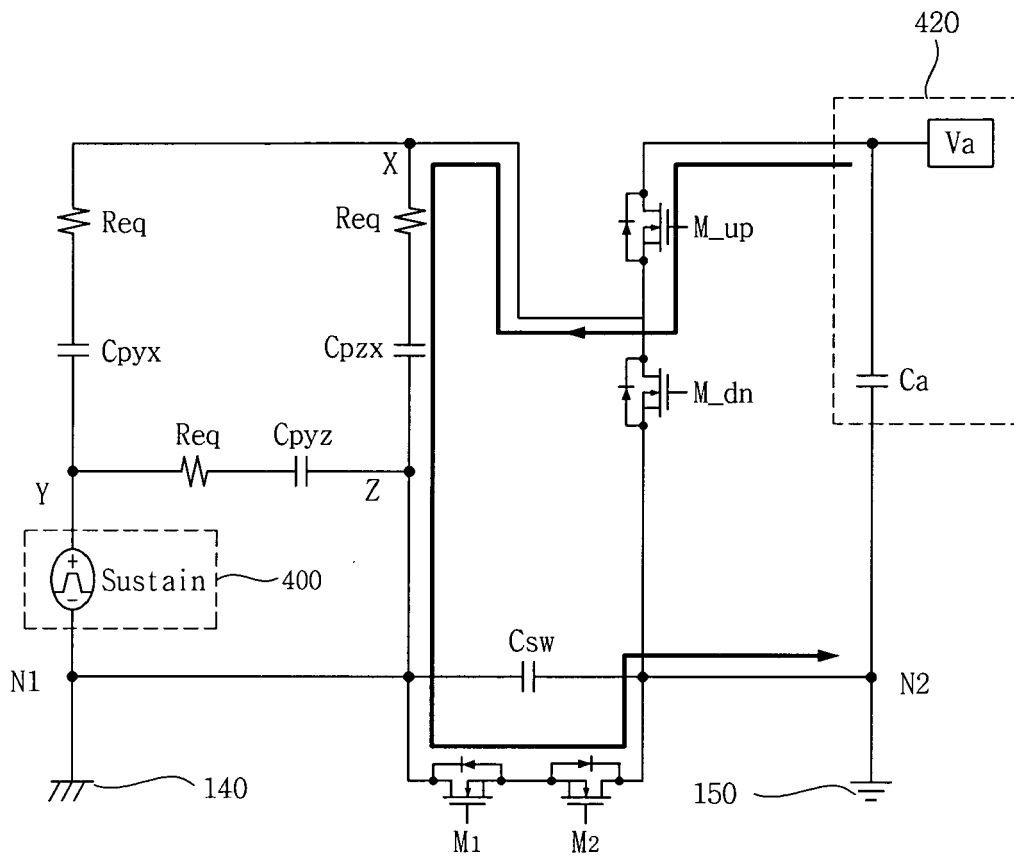 420
Va
X
Req
Req
M_up
Cpyx
Cpzx
M_dn
Ca
Req
Cpyz
Y
Z
Sustain
400
Csw
N1
N2
140
150
M1
M2